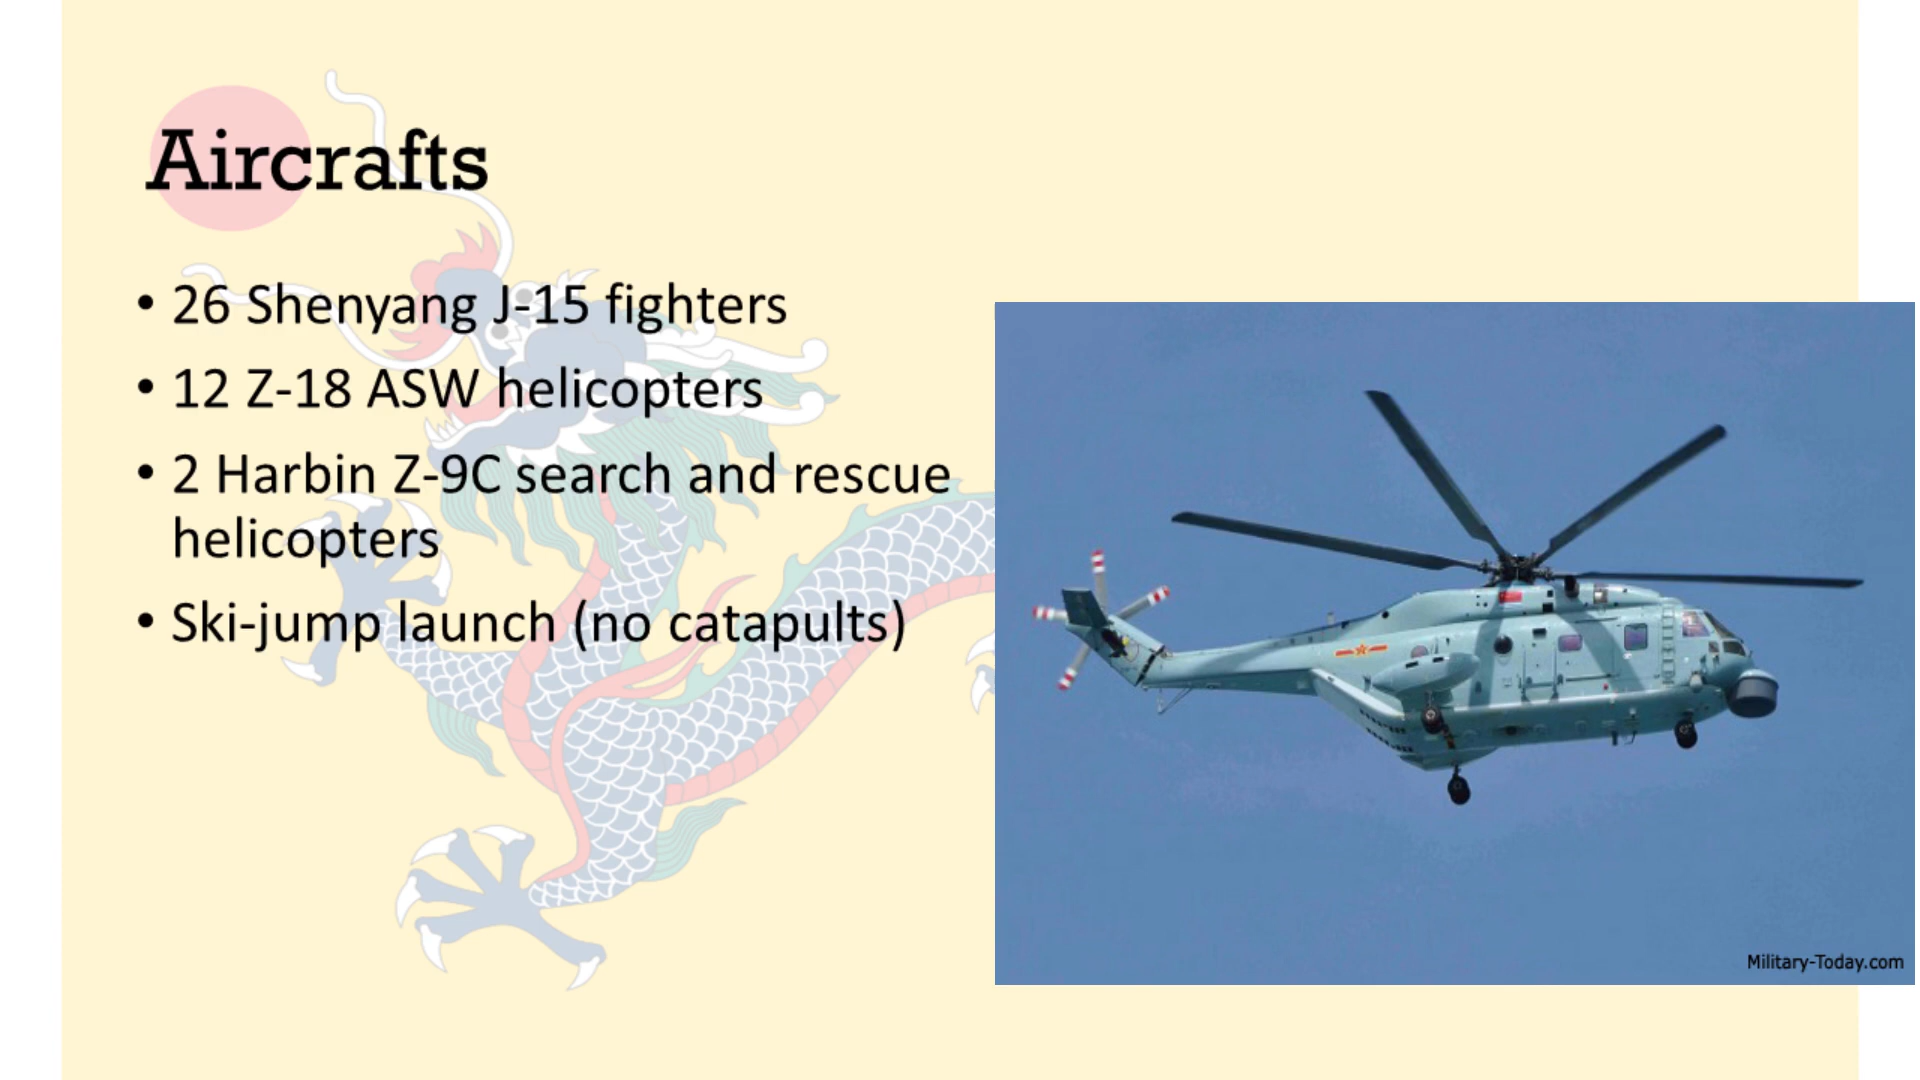 Aircrafts
• 26 Shenyang J-15 fighters
• 12 Z-18 ASW helicopters
• 2 Harbin Z-9C search and rescue
helicopters
• Ski-jump launch (no catapults)
Military-Today.com